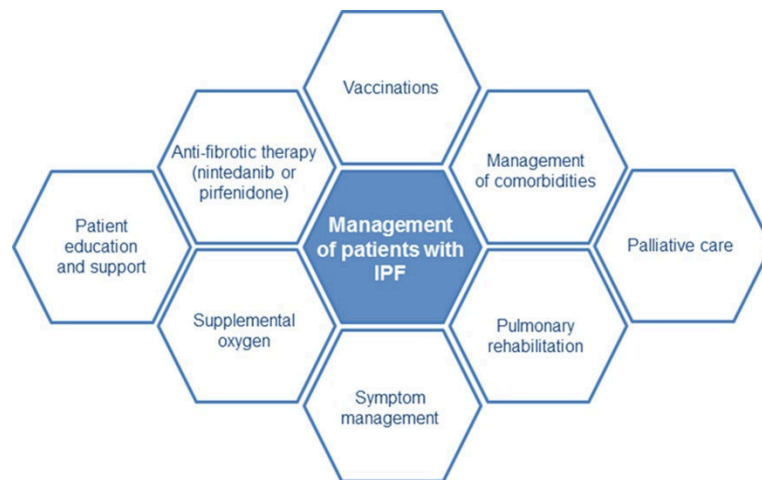 Vaccinations
Anti-fibrotic therapy
(nintedanib or
pirfenidone)
Management
of comorbidities
Patient
education
and support
Management
of patients with
IPF
Palliative care
Supplemental
oxygen
Pulmonary
rehabilitation
Symptom
management